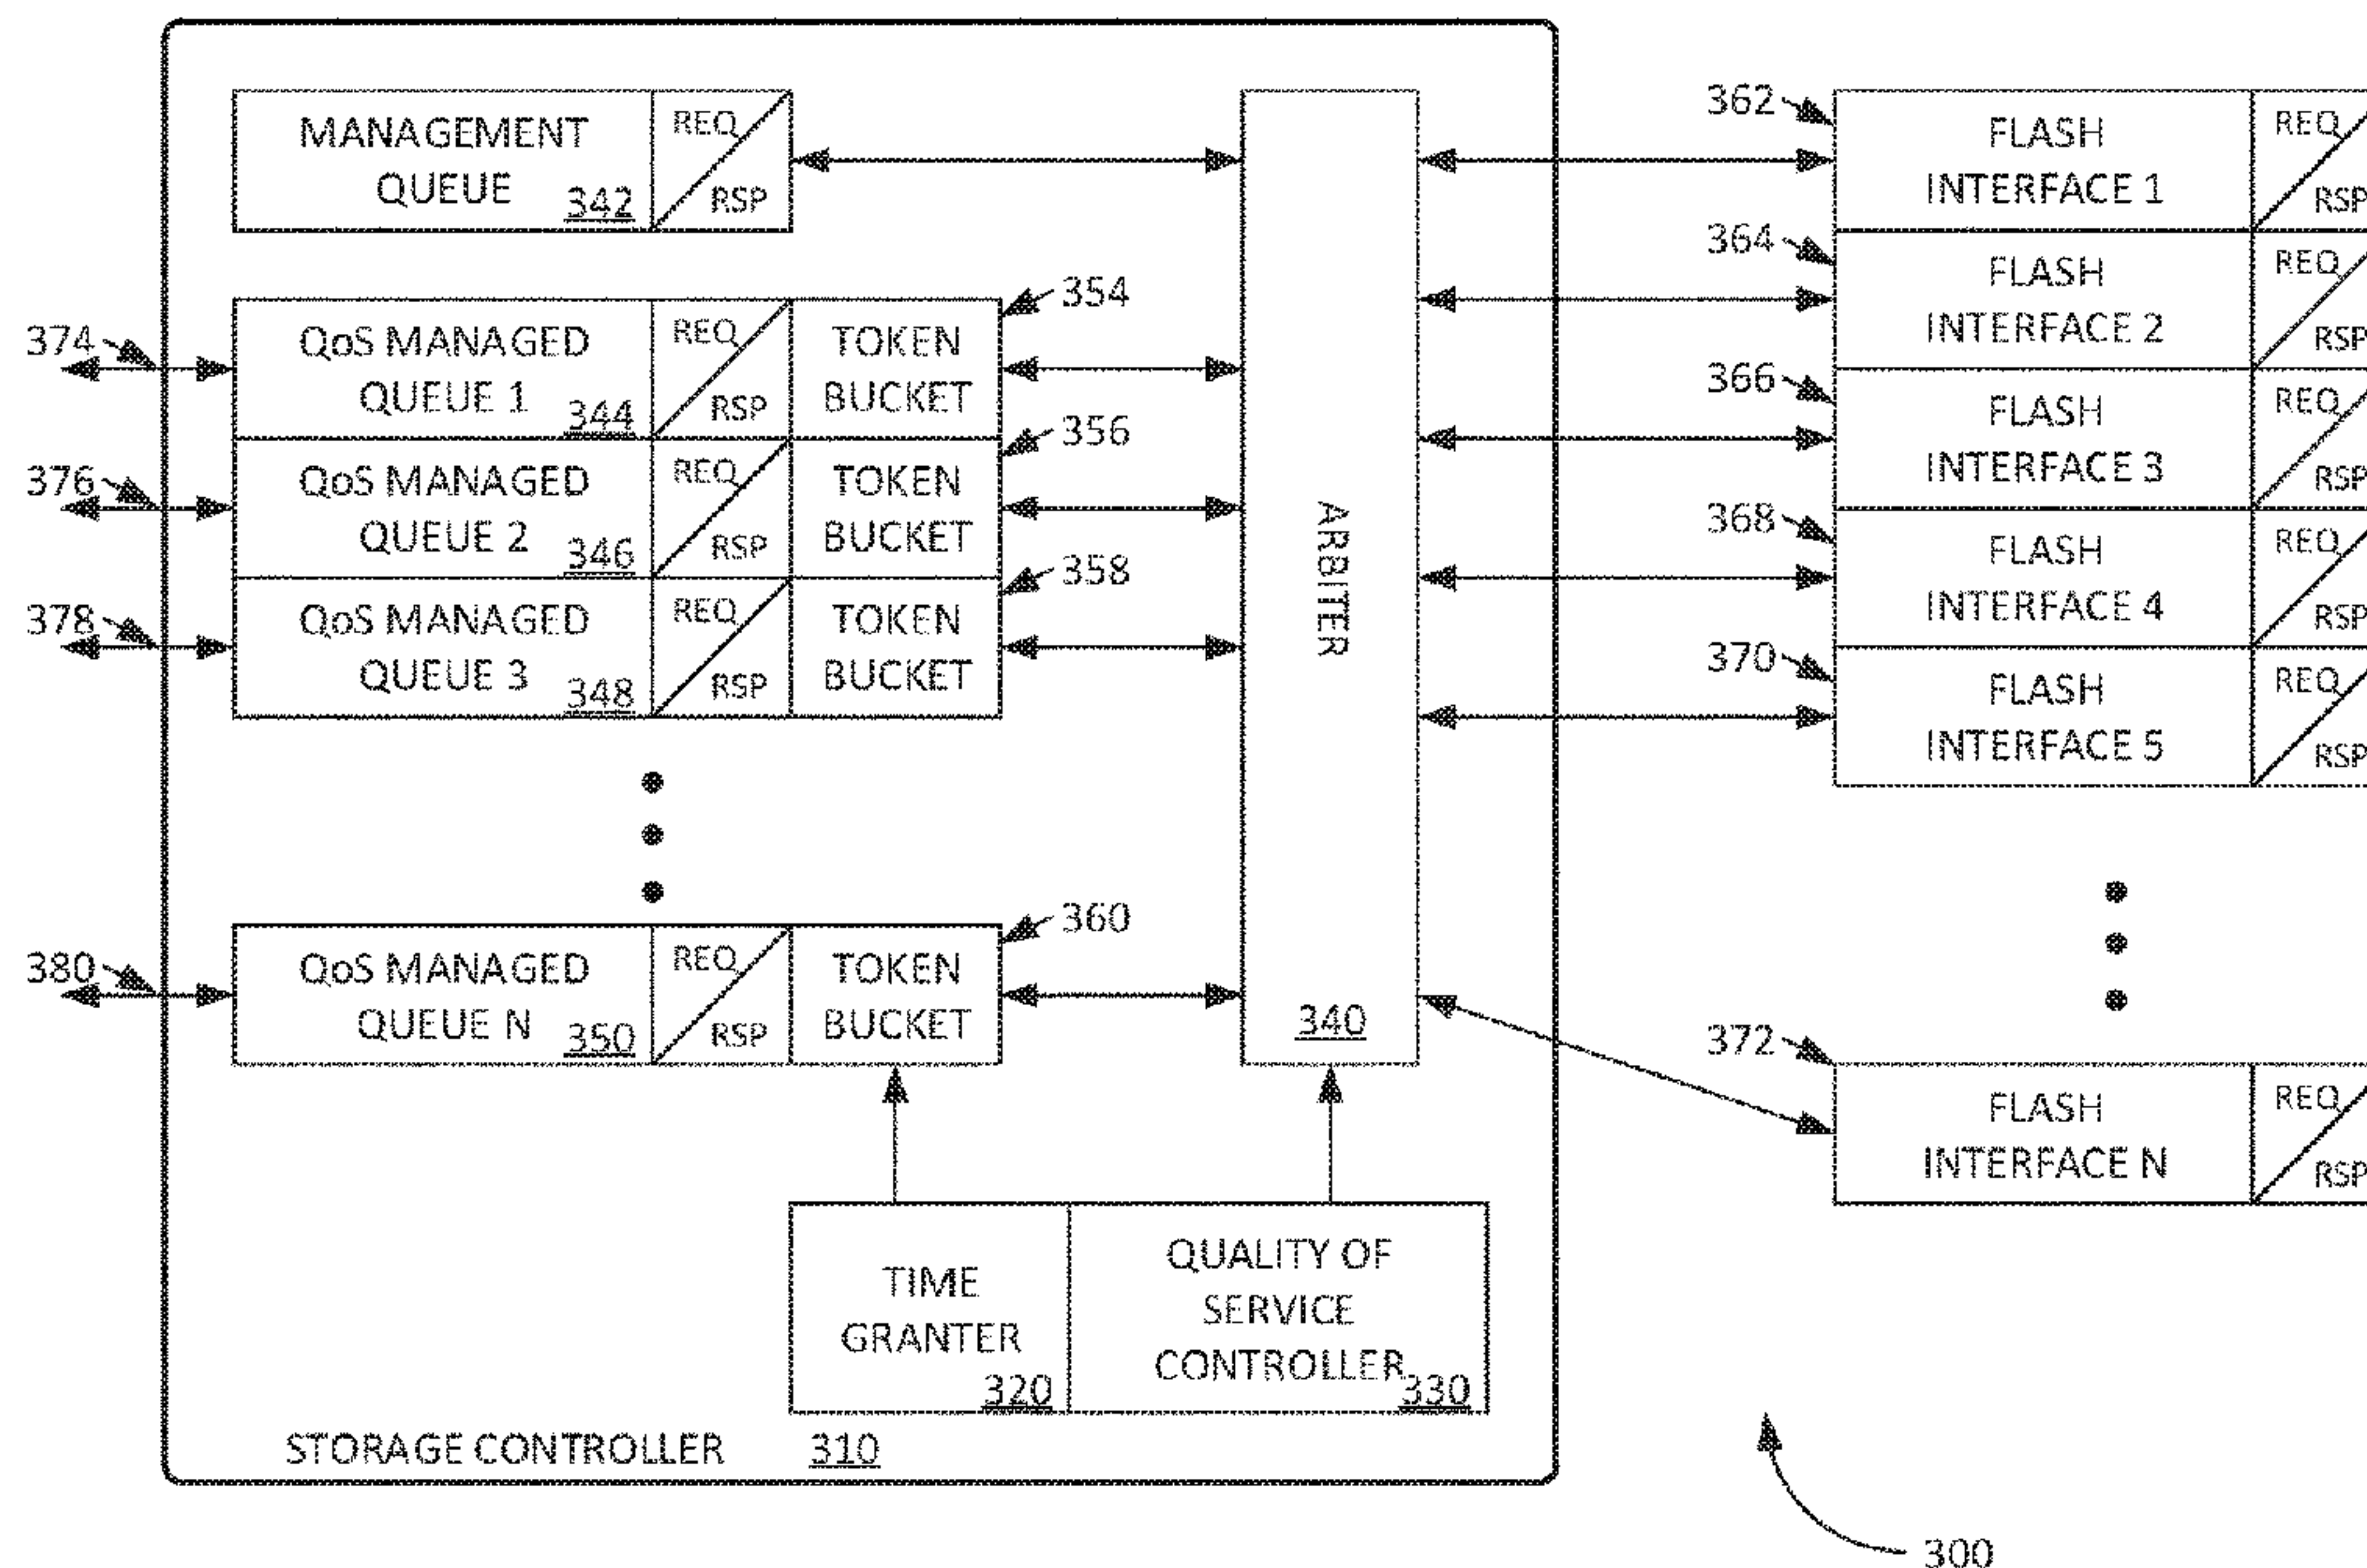 MANAGEMENT
QUEUE
342
REQ
RSP
374
QoS MANAGED
QUEUE 1
344
REQ
RSP
TOKEN
BUCKET
354
376
QoS MANAGED
QUEUE 2
346
REQ
RSP
TOKEN
BUCKET
356
378
QoS MANAGED
QUEUE 3
348
REQ
RSP
TOKEN
BUCKET
358
380
QoS MANAGED
QUEUE N
350
REQ
RSP
TOKEN
BUCKET
360
ARBITER
340
TIME
GRANTER
320
QUALITY OF
SERVICE
CONTROLLER
330
STORAGE CONTROLLER 310
362
FLASH
INTERFACE 1
REQ
RSP
364
FLASH
INTERFACE 2
REQ
RSP
366
FLASH
INTERFACE 3
REQ
RSP
368
FLASH
INTERFACE 4
REQ
RSP
370
FLASH
INTERFACE 5
REQ
RSP
372
FLASH
INTERFACE N
REQ
RSP
300